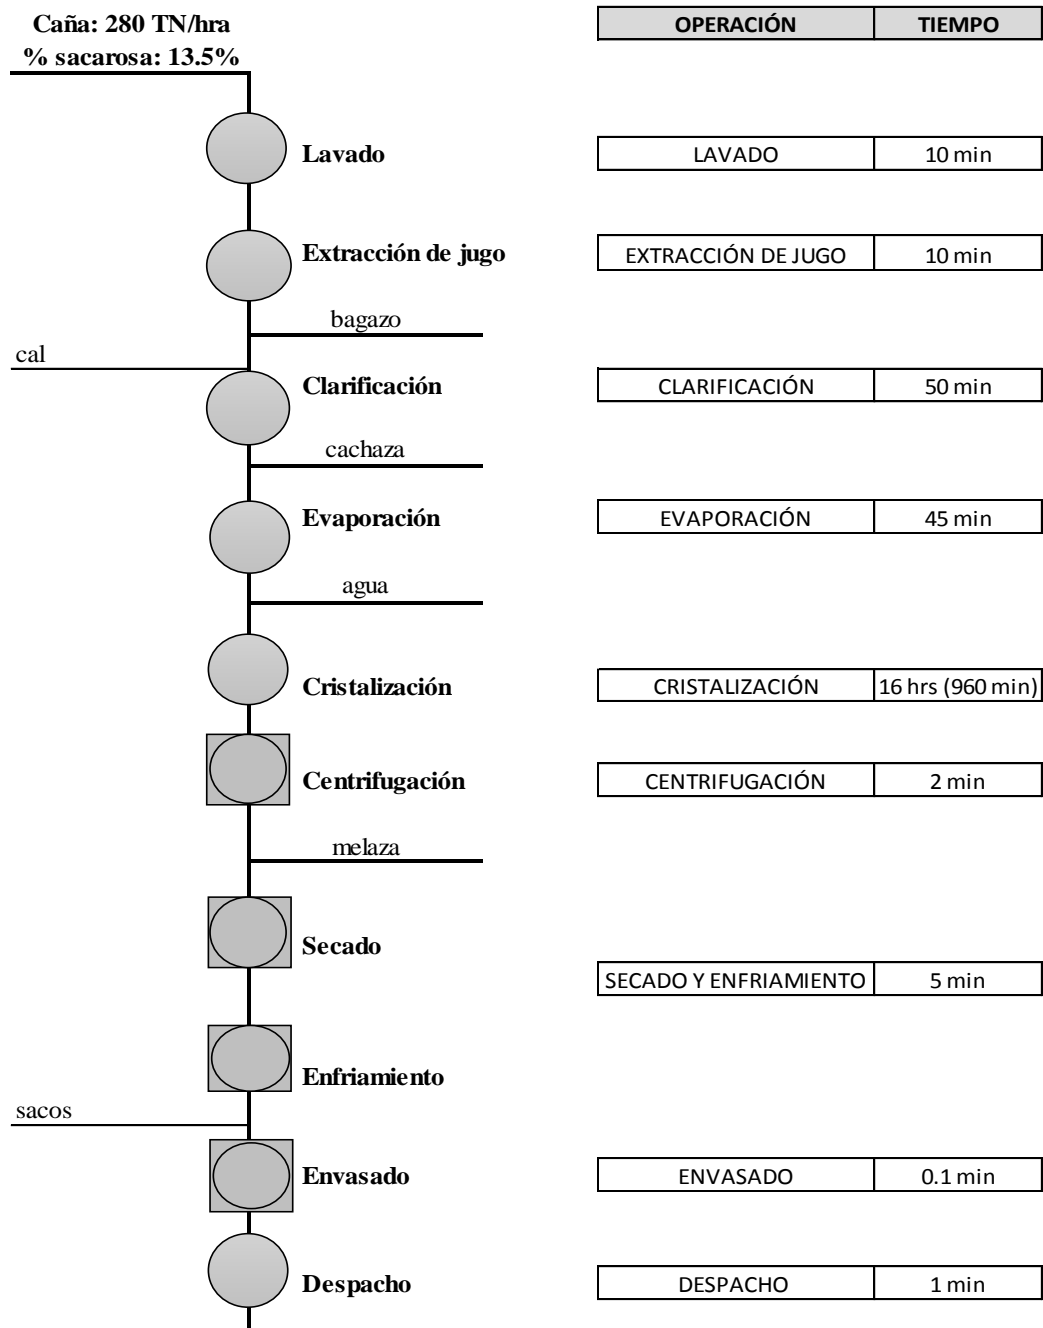 Caña: 280 TN/hra
% sacarosa: 13.5%
OPERACIÓN TIEMPO
Lavado
LAVADO 10 min
Extracción de jugo
EXTRACCIÓN DE JUGO 10 min
bagazo
cal
Clarificación
CLARIFICACIÓN 50 min
cachaza
Evaporación
EVAPORACIÓN 45 min
agua
Cristalización
CRISTALIZACIÓN 16 hrs (960 min)
Centrifugación
CENTRIFUGACIÓN 2 min
melaza
Secado
SECADO Y ENFRIAMIENTO 5 min
Enfriamiento
sacos
Envasado
ENVASADO 0.1 min
Despacho
DESPACHO 1 min